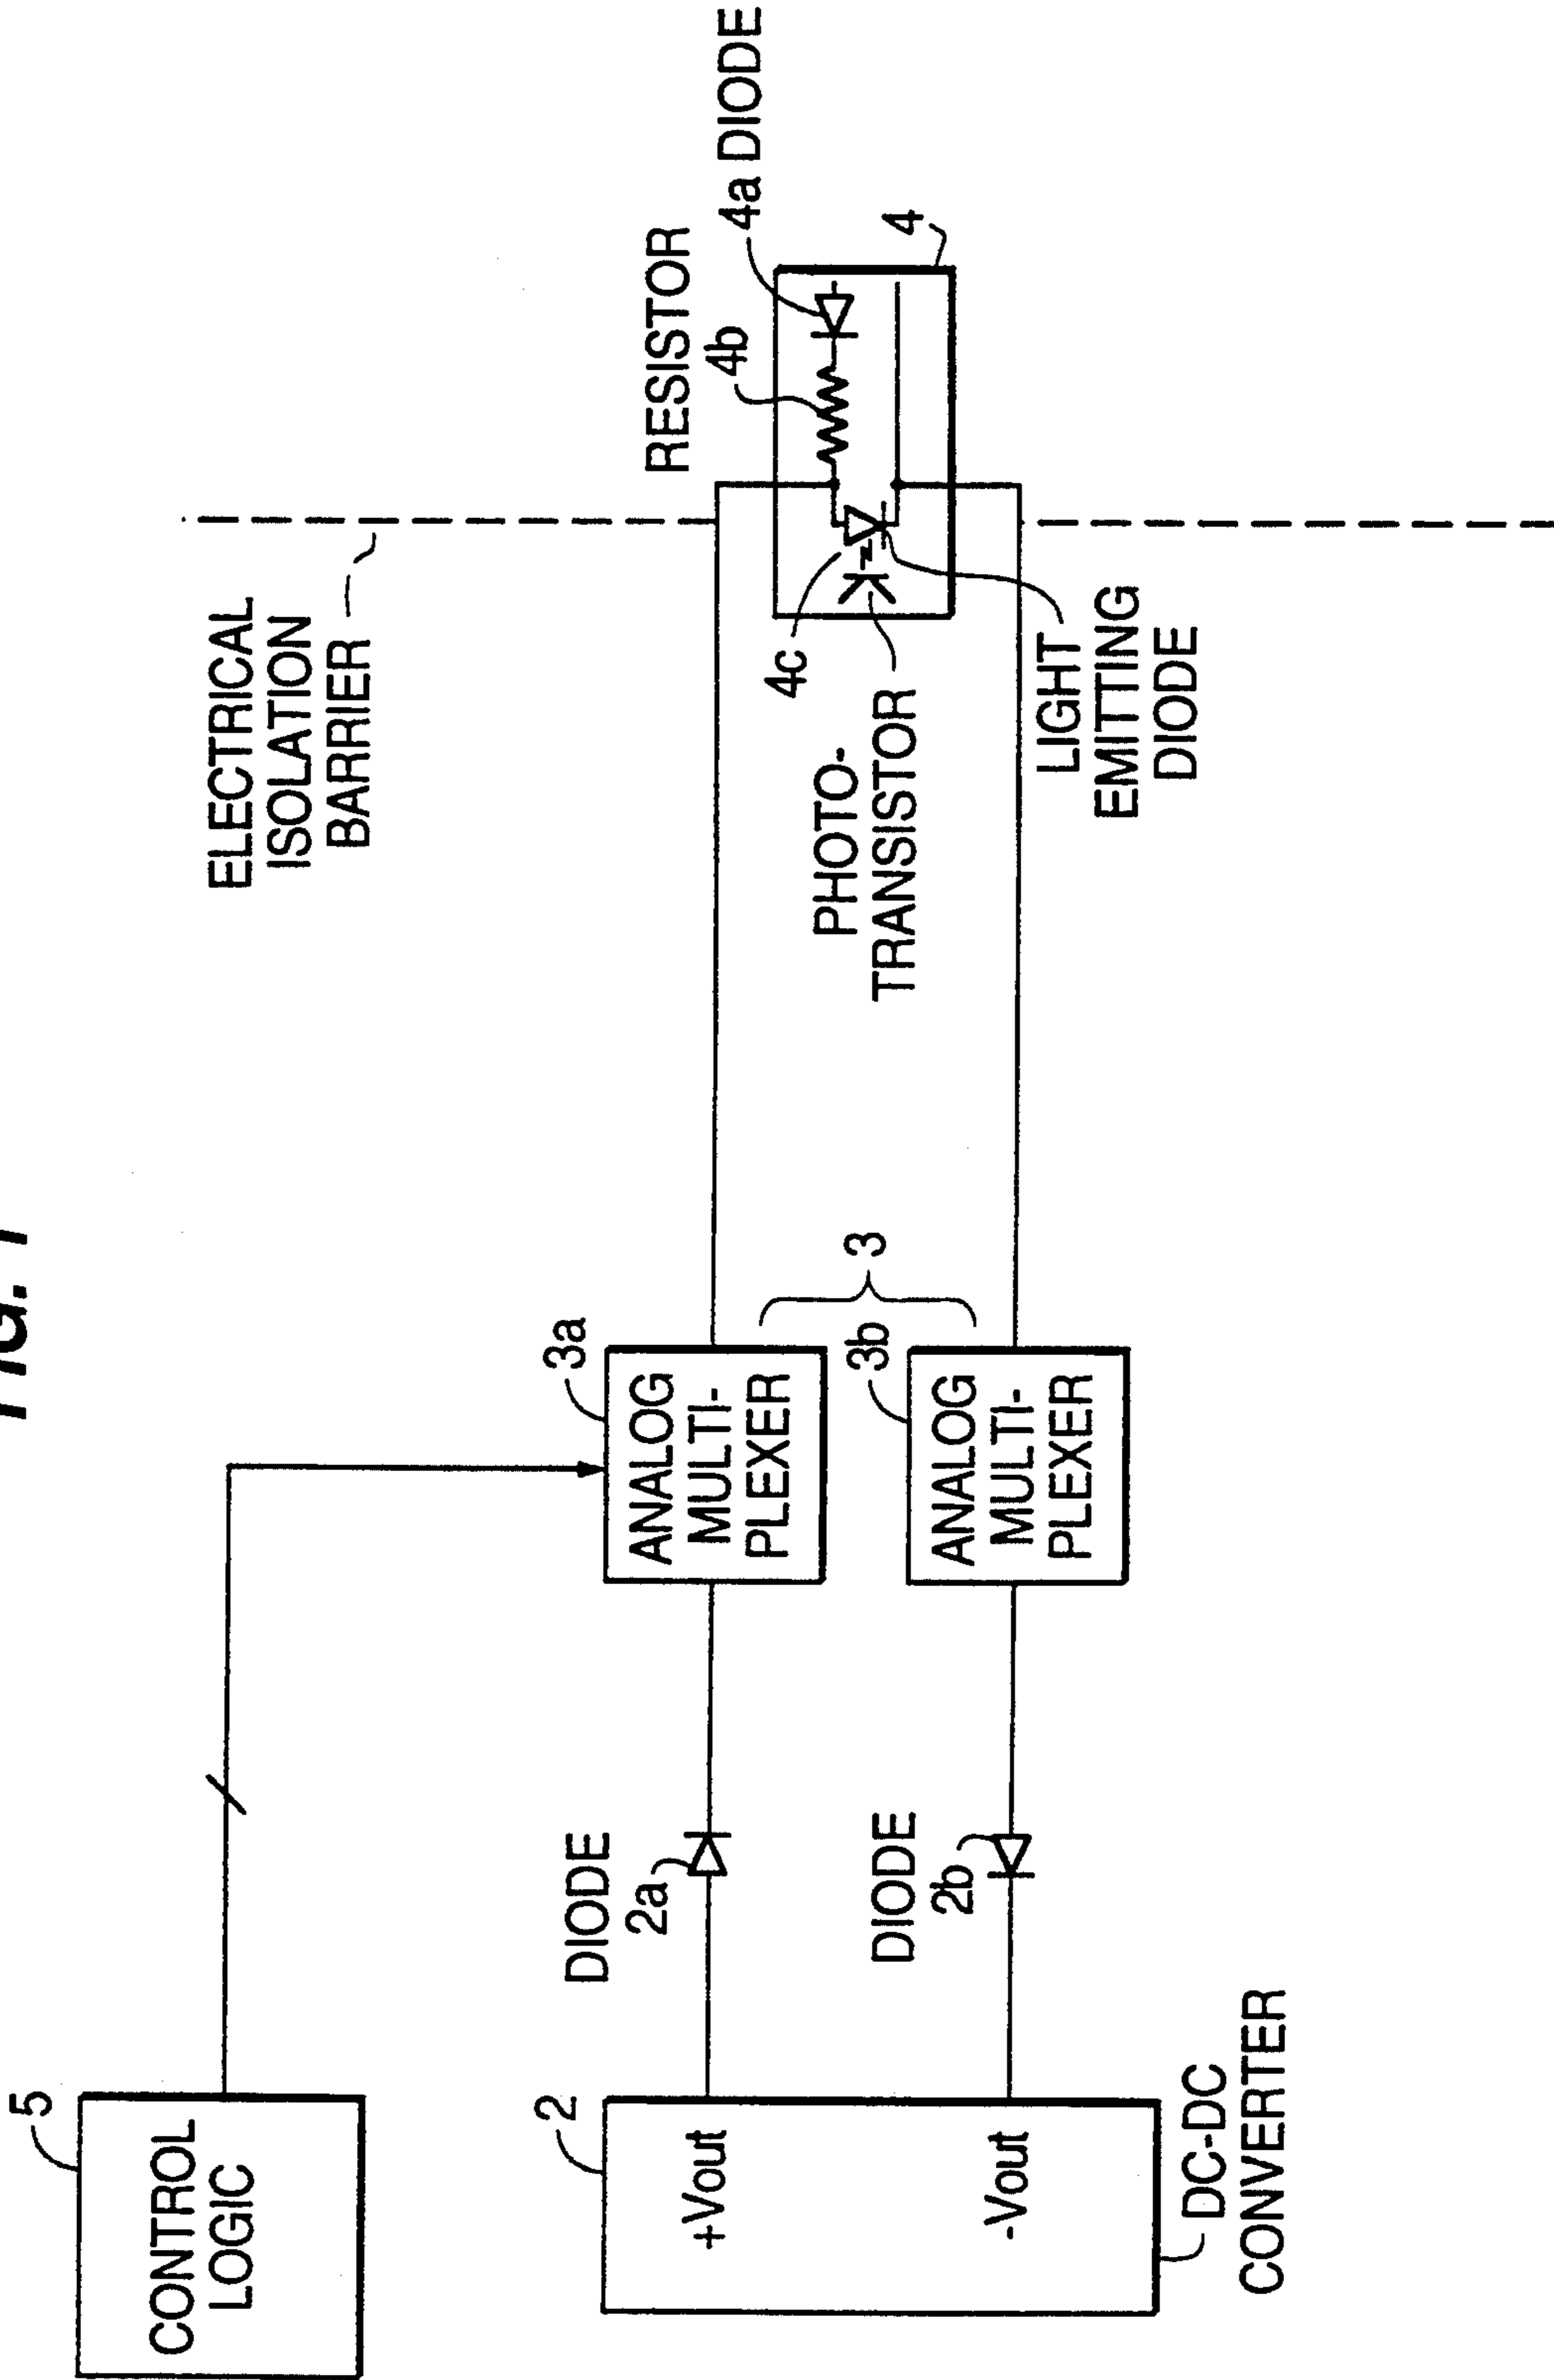 FIG. 1
5
CONTROL
LOGIC
2
+Vout
-Vout
DC-DC
CONVERTER
DIODE
2a
DIODE
2b
3a
ANALOG
MULTI-
PLEXER
3b
ANALOG
MULTI-
PLEXER
3
ELECTRICAL
ISOLATION
BARRIER
PHOTO-
TRANSISTOR
4c
LIGHT
EMITTING
DIODE
RESISTOR
4b
4a DIODE
4